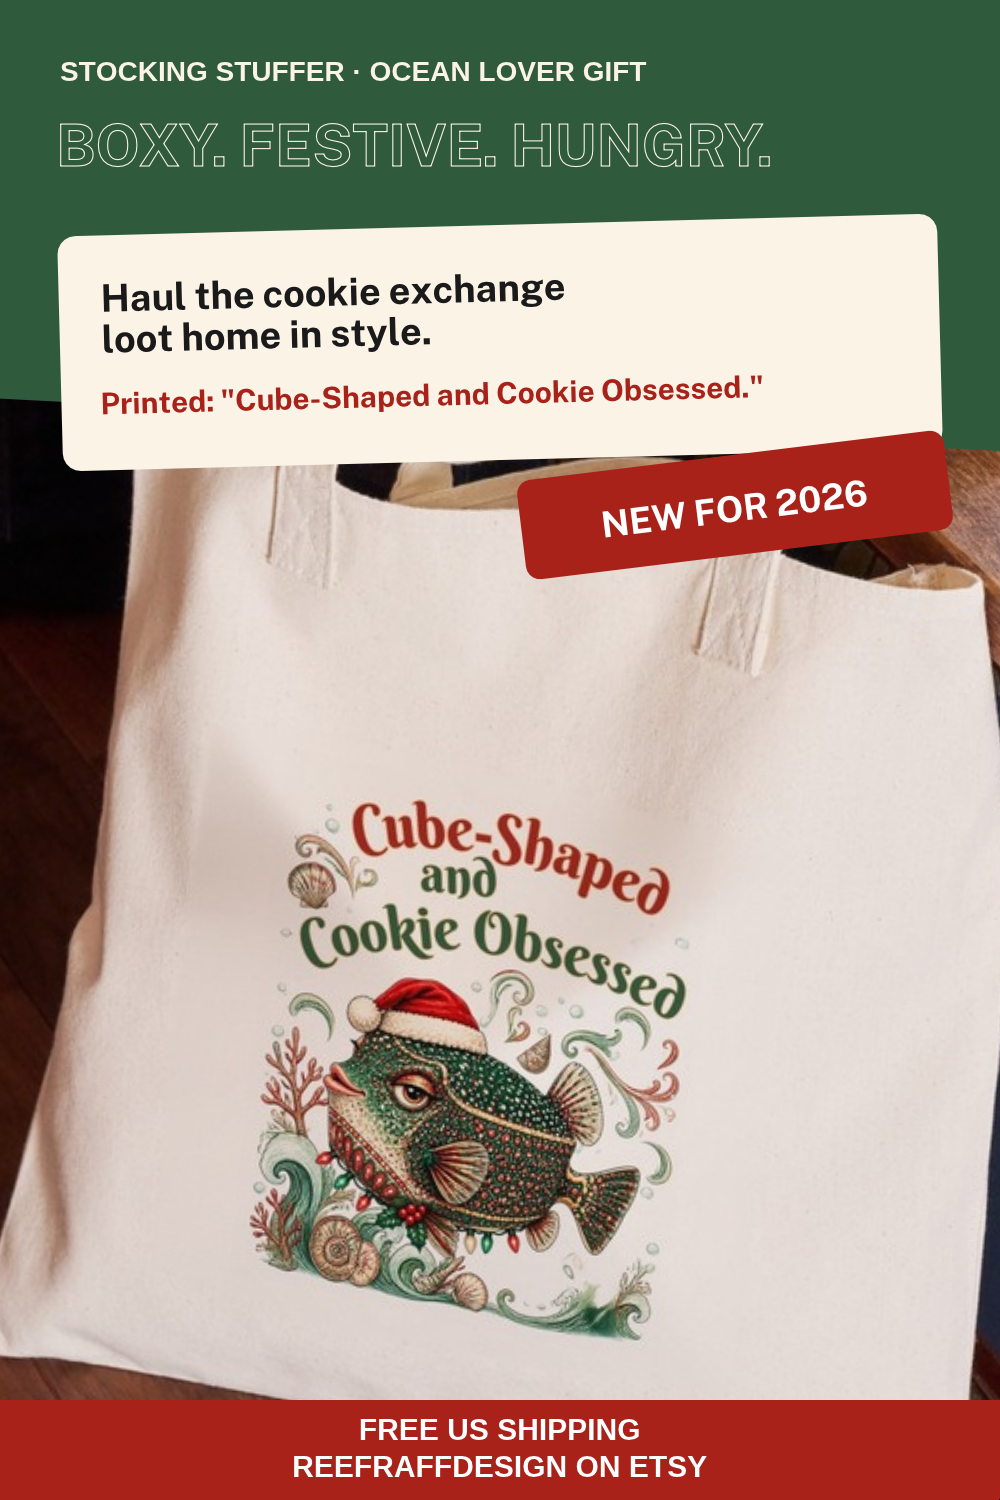 STOCKING STUFFER · OCEAN LOVER GIFT
BOXY. FESTIVE. HUNGRY.
Haul the cookie exchange
loot home in style.
Printed: "Cube-Shaped and Cookie Obsessed."
NEW FOR 2026
Cube-Shaped
and
Cookie Obsessed
FREE US SHIPPING
REEFRAFFDESIGN ON ETSY